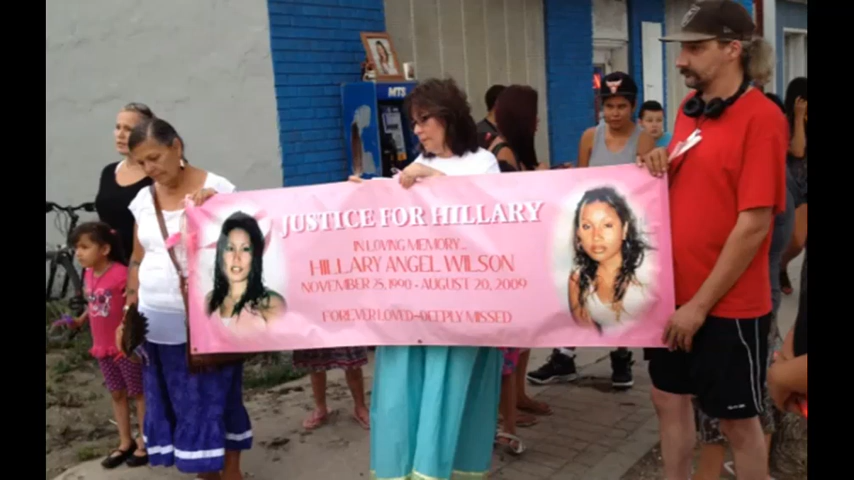 MTS
JUSTICE FOR HILLARY
IN LOVING MEMORY...
HILLARY ANGEL WILSON
NOVEMBER 28, 1990 - AUGUST 20, 2009
FOREVER LOVED~DEEPLY MISSED